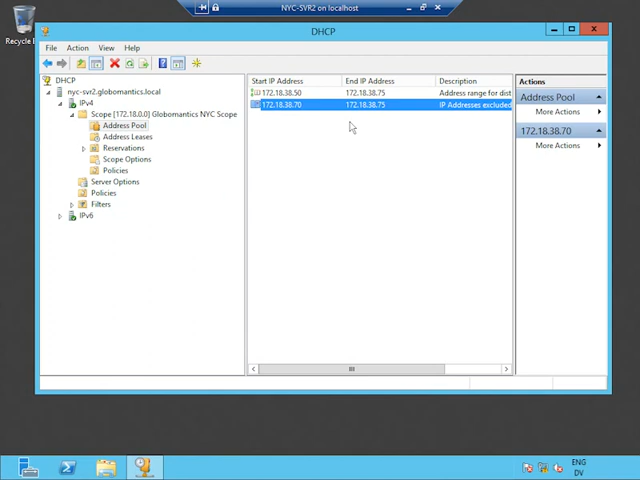 NYC-SVR2 on localhost
Recycle B
DHCP
File Action View Help
DHCP
nyc-svr2.globomantics.local
IPv4
Scope [172.18.0.0] Globomantics NYC Scope
Address Pool
Address Leases
Reservations
Scope Options
Policies
Server Options
Policies
Filters
IPv6
Start IP Address End IP Address Description
172.18.38.50 172.18.38.75 Address range for dist
172.18.38.70 172.18.38.75 IP Addresses excluded
Actions
Address Pool
More Actions
172.18.38.70
More Actions
ENG
DV